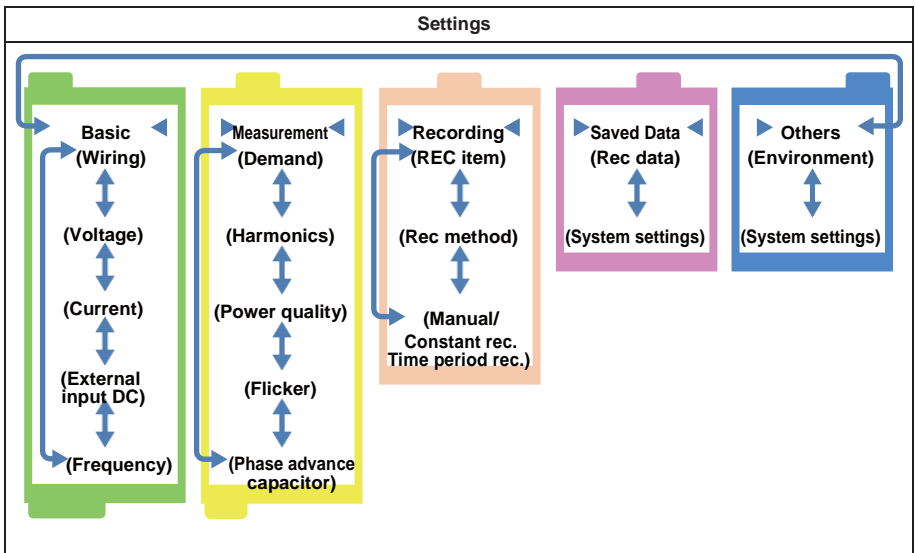 Settings
Basic
(Wiring)
(Voltage)
(Current)
(External
input DC)
(Frequency)
Measurement
(Demand)
(Harmonics)
(Power quality)
(Flicker)
(Phase advance
capacitor)
Recording
(REC item)
(Rec method)
(Manual/
Constant rec.
Time period rec.)
Saved Data
(Rec data)
(System settings)
Others
(Environment)
(System settings)